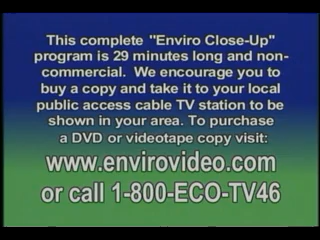 This complete "Enviro Close-Up"
program is 29 minutes long and non-
commercial. We encourage you to
buy a copy and take it to your local
public access cable TV station to be
shown in your area. To purchase
a DVD or videotape copy visit:
www.envirovideo.com
or call 1-800-ECO-TV46